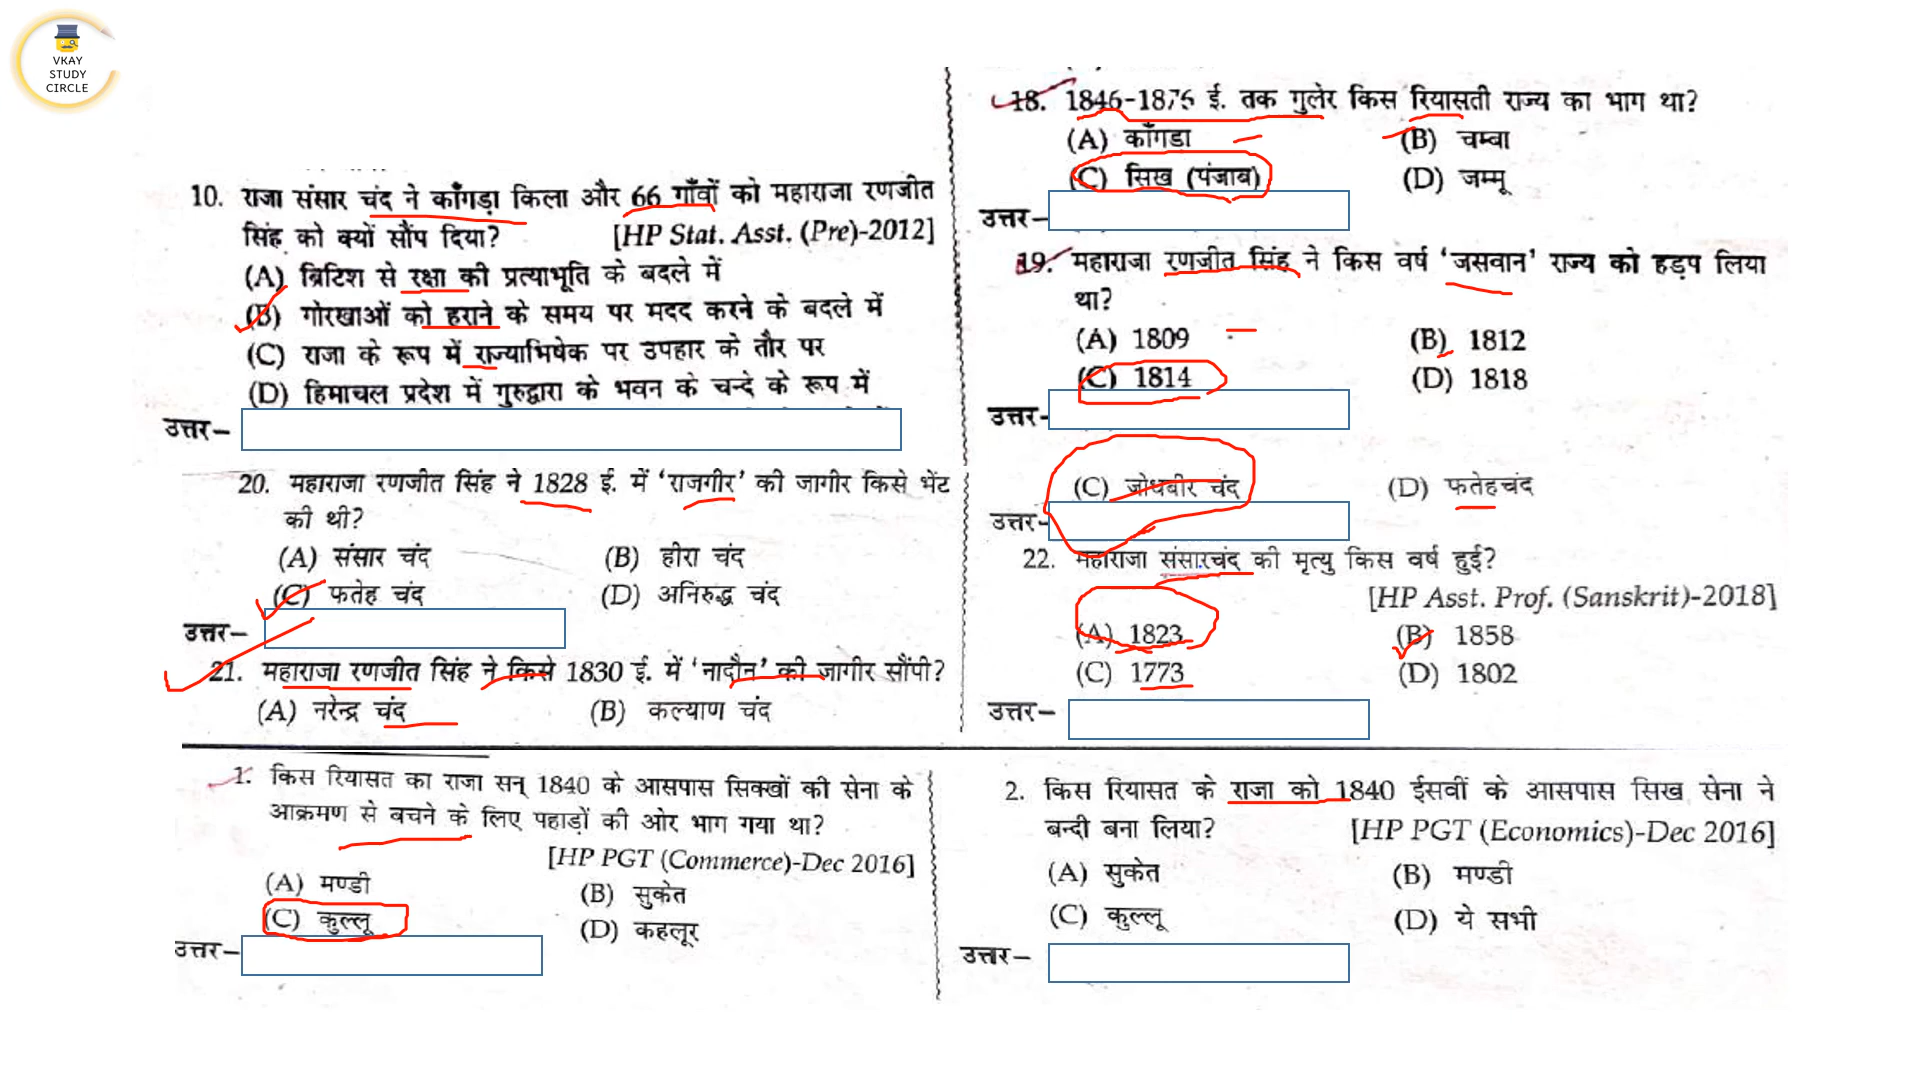 VKAY
STUDY
CIRCLE
10. राजा संसार चंद ने काँगड़ा किला और 66 गाँवों को महाराजा रणजीत
सिंह को क्यों सौंप दिया? [HP Stat. Asst. (Pre)-2012]
(A) ब्रिटिश से रक्षा की प्रत्याभूति के बदले में
(B) गोरखाओं को हराने के समय पर मदद करने के बदले में
(C) राजा के रूप में राज्याभिषेक पर उपहार के तौर पर
(D) हिमाचल प्रदेश में गुरुद्वारा के भवन के चन्दे के रूप में
उत्तर–
20. महाराजा रणजीत सिंह ने 1828 ई. में ‘राजगीर’ की जागीर किसे भेंट
की थी?
(A) संसार चंद (B) हीरा चंद
(C) फतेह चंद (D) अनिरुद्ध चंद
उत्तर–
21. महाराजा रणजीत सिंह ने किसे 1830 ई. में ‘नादौन’ की जागीर सौंपी?
(A) नरेन्द्र चंद (B) कल्याण चंद
18. 1846-1876 ई. तक गुलेर किस रियासती राज्य का भाग था?
(A) काँगडा (B) चम्बा
(C) सिख (पंजाब) (D) जम्मू
उत्तर–
19. महाराजा रणजीत सिंह ने किस वर्ष ‘जसवान’ राज्य को हड़प लिया
था?
(A) 1809 (B) 1812
(C) 1814 (D) 1818
उत्तर-
(C) जोधबीर चंद (D) फतेहचंद
उत्तर-
22. महाराजा संसारचंद की मृत्यु किस वर्ष हुई?
[HP Asst. Prof. (Sanskrit)-2018]
(A) 1823 (B) 1858
(C) 1773 (D) 1802
उत्तर–
1. किस रियासत का राजा सन् 1840 के आसपास सिक्खों की सेना के
आक्रमण से बचने के लिए पहाड़ों की ओर भाग गया था?
[HP PGT (Commerce)-Dec 2016]
(A) मण्डी (B) सुकेत
(C) कुल्लू (D) कहलूर
उत्तर–
2. किस रियासत के राजा को 1840 ईसवीं के आसपास सिख सेना ने
बन्दी बना लिया? [HP PGT (Economics)-Dec 2016]
(A) सुकेत (B) मण्डी
(C) कुल्लू (D) ये सभी
उत्तर–